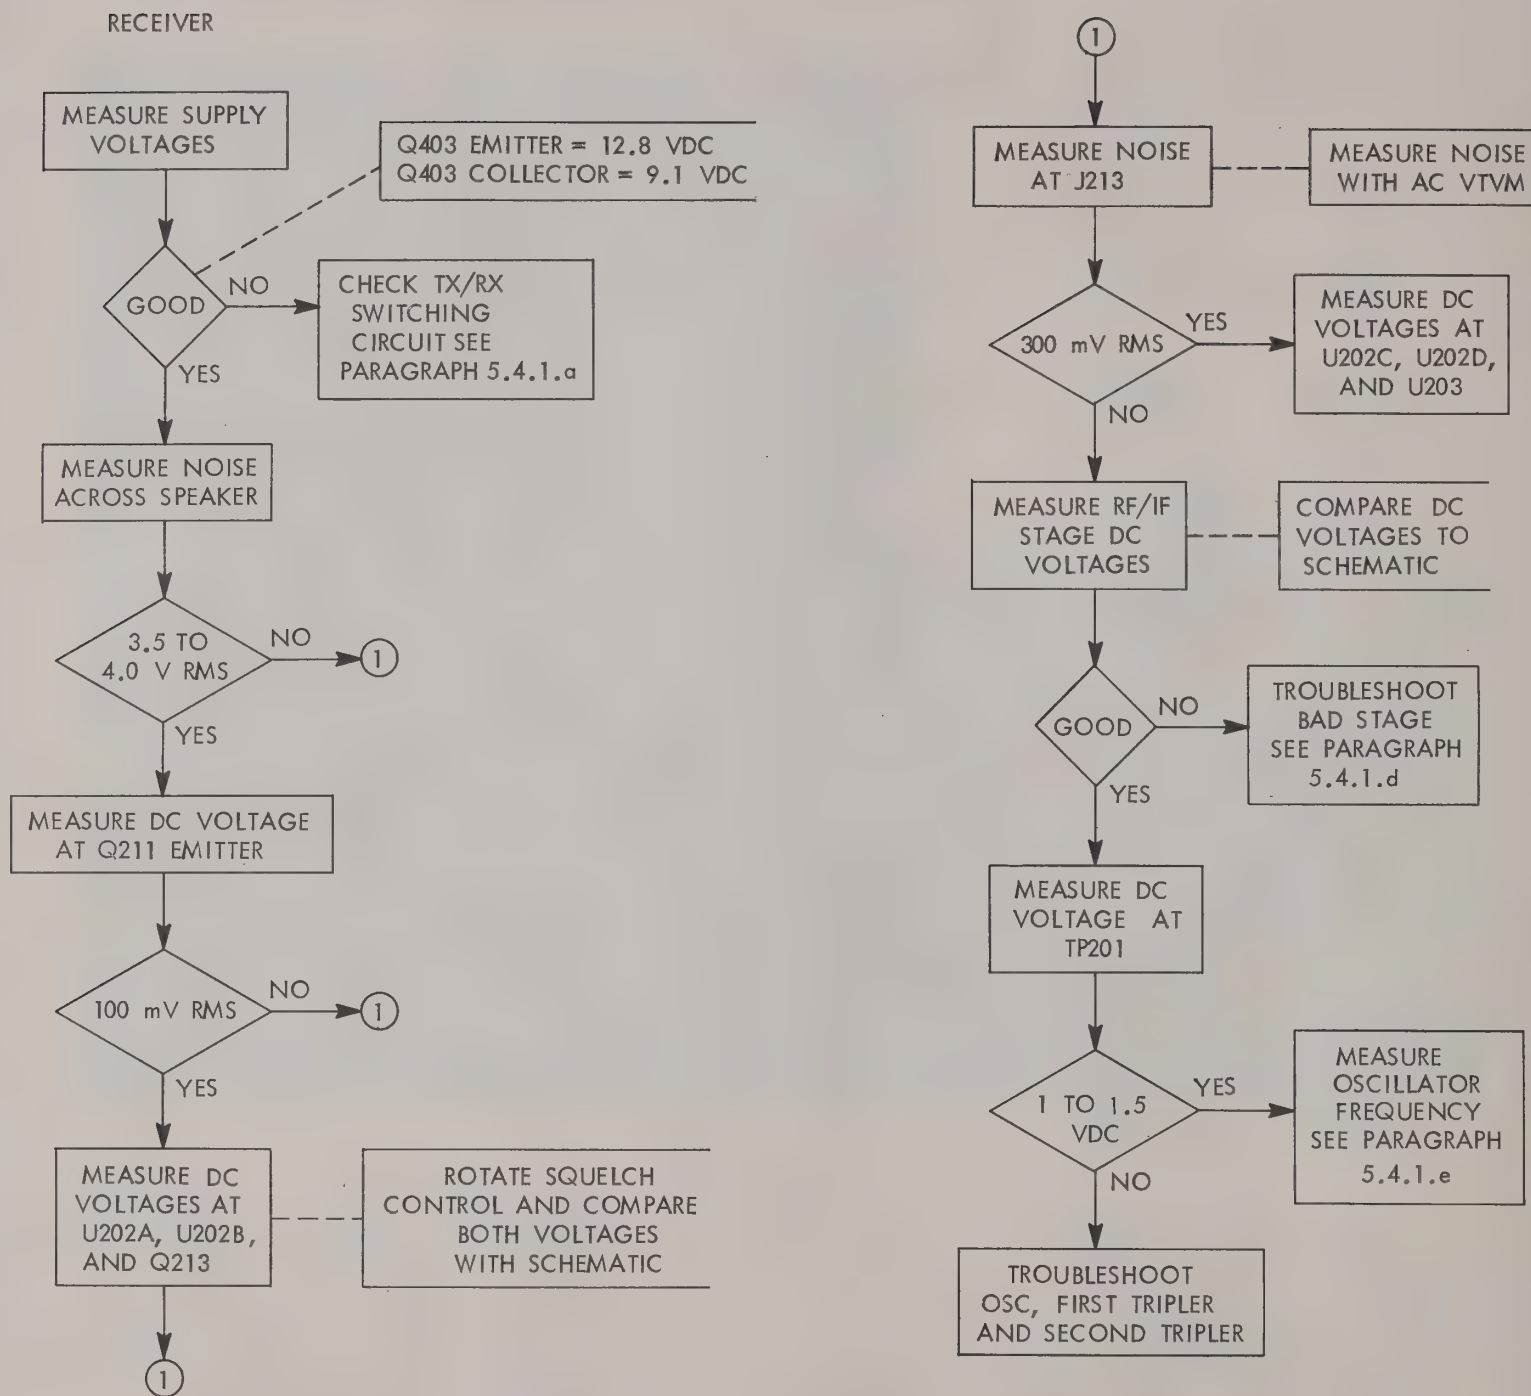 RECEIVER
MEASURE SUPPLY
VOLTAGES
Q403 EMITTER = 12.8 VDC
Q403 COLLECTOR = 9.1 VDC
GOOD
NO
CHECK TX/RX
SWITCHING
CIRCUIT SEE
PARAGRAPH 5.4.1.a
YES
MEASURE NOISE
ACROSS SPEAKER
3.5 TO
4.0 V RMS
NO
1
YES
MEASURE DC VOLTAGE
AT Q211 EMITTER
100 mV RMS
NO
1
YES
MEASURE DC
VOLTAGES AT
U202A, U202B,
AND Q213
ROTATE SQUELCH
CONTROL AND COMPARE
BOTH VOLTAGES
WITH SCHEMATIC
1
1
MEASURE NOISE
AT J213
MEASURE NOISE
WITH AC VTVM
300 mV RMS
YES
MEASURE DC
VOLTAGES AT
U202C, U202D,
AND U203
NO
MEASURE RF/IF
STAGE DC
VOLTAGES
COMPARE DC
VOLTAGES TO
SCHEMATIC
GOOD
NO
TROUBLESHOOT
BAD STAGE
SEE PARAGRAPH
5.4.1.d
YES
MEASURE DC
VOLTAGE AT
TP201
1 TO 1.5
VDC
YES
MEASURE
OSCILLATOR
FREQUENCY
SEE PARAGRAPH
5.4.1.e
NO
TROUBLESHOOT
OSC, FIRST TRIPLER
AND SECOND TRIPLER